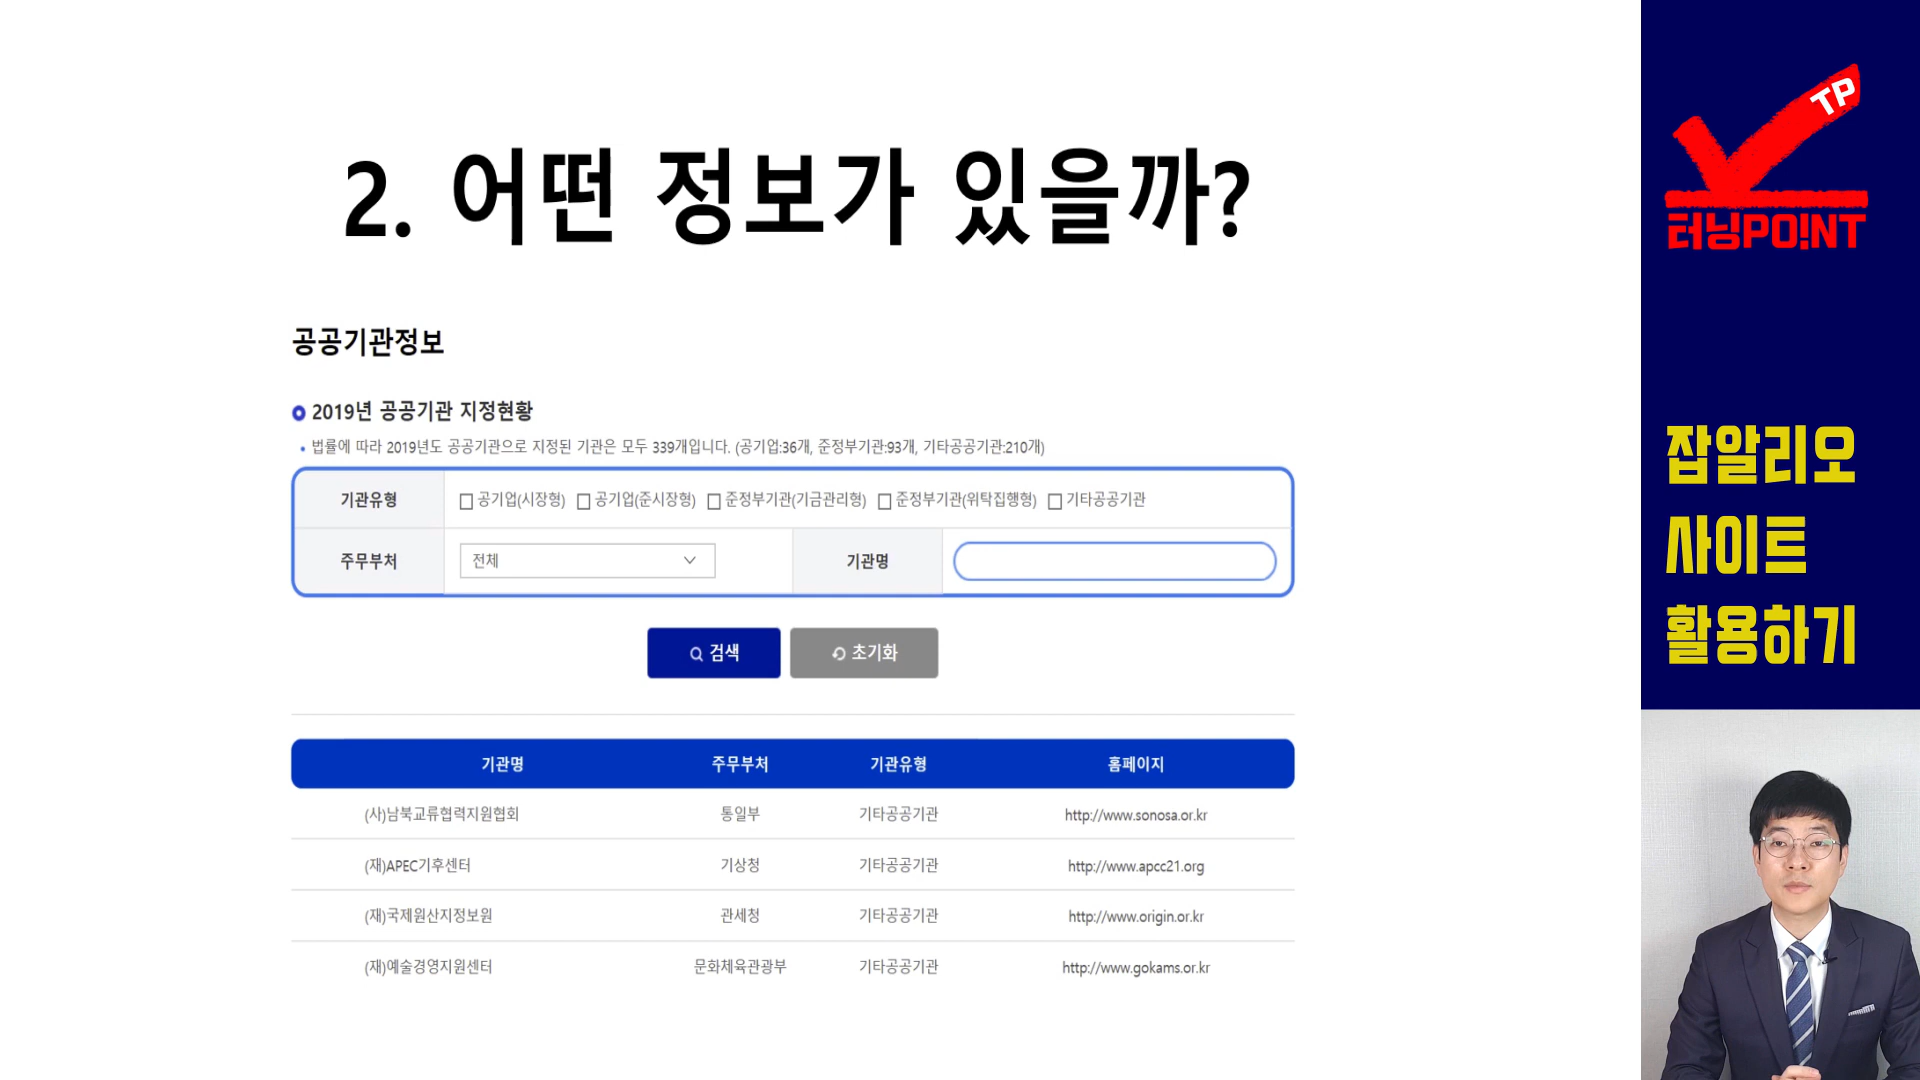 2. 어떤 정보가 있을까?
공공기관정보
2019년 공공기관 지정현황
법률에 따라 2019년도 공공기관으로 지정된 기관은 모두 339개입니다. (공기업:36개, 준정부기관:93개, 기타공공기관:210개)
기관유형 공기업(시장형) 공기업(준시장형) 준정부기관(기금관리형) 준정부기관(위탁집행형) 기타공공기관
주무부처 전체 기관명
검색 초기화
기관명 주무부처 기관유형 홈페이지
(사)남북교류협력지원협회 통일부 기타공공기관 http://www.sonosa.or.kr
(재)APEC기후센터 기상청 기타공공기관 http://www.apcc21.org
(재)국제원산지정보원 관세청 기타공공기관 http://www.origin.or.kr
(재)예술경영지원센터 문화체육관광부 기타공공기관 http://www.gokams.or.kr
TP
터닝PO!NT
잡알리오
사이트
활용하기